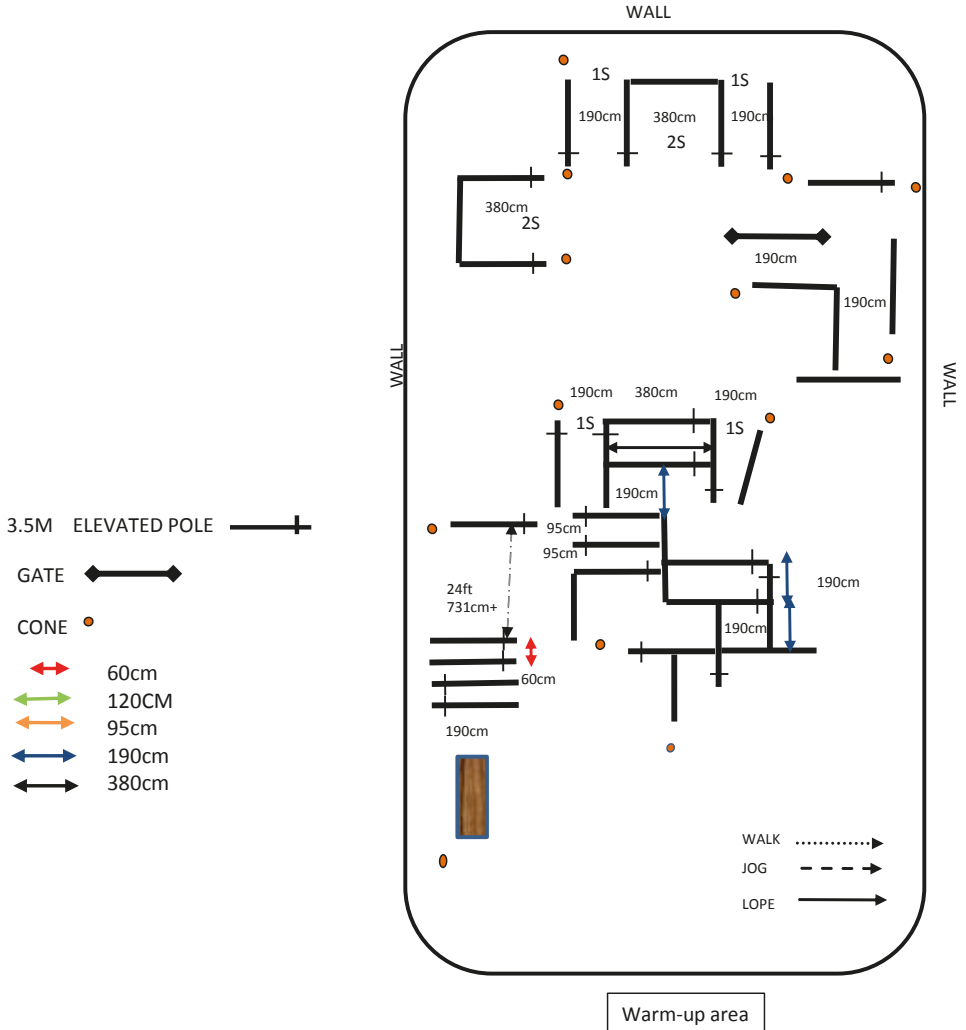 WALL
1S
1S
190cm
380cm
190cm
2S
380cm
2S
190cm
190cm
WALL
WALL
190cm
380cm
190cm
1S
1S
190cm
3.5M ELEVATED POLE
95cm
95cm
GATE
24ft
731cm+
190cm
CONE
190cm
60cm
60cm
120CM
95cm
190cm
190cm
380cm
WALK
JOG
LOPE
Warm-up area